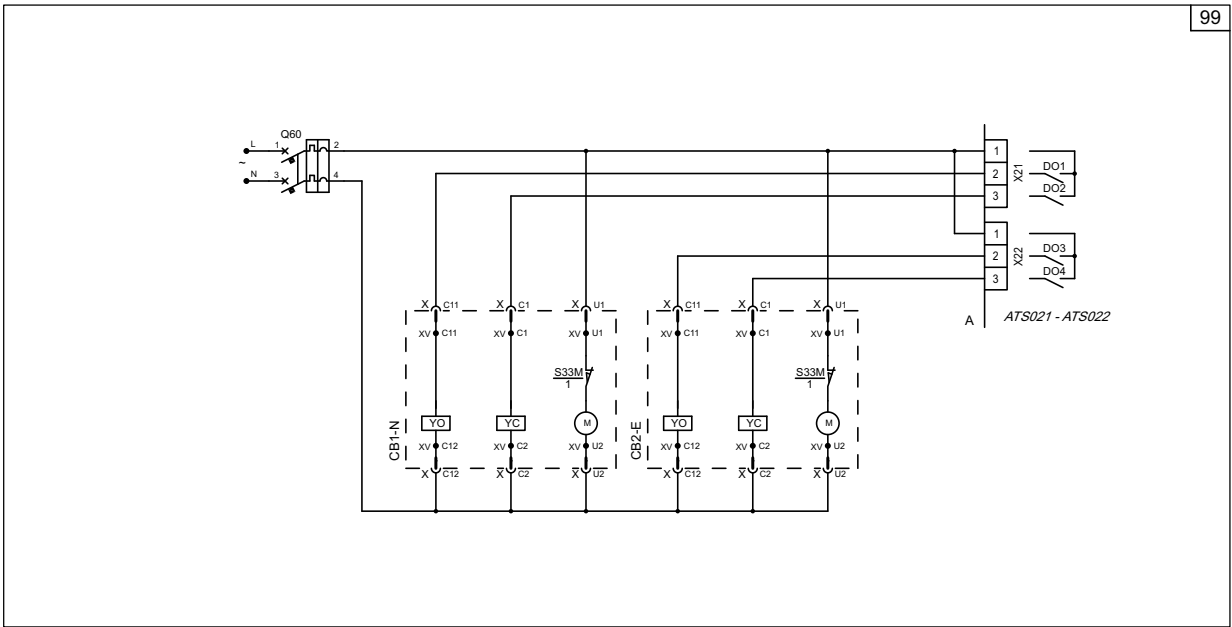 99
Q60
L 1 2
~
N 3 4
1
2 DO1
X21
3 DO2
1
2 DO3
X22
3 DO4
A ATS021 - ATS022
X C11 X C1 X U1 X C11 X C1 X U1
XV C11 XV C1 XV U1 XV C11 XV C1 XV U1
S33M S33M
1 1
YO YC M YO YC M
CB1-N CB2-E
XV C12 XV C2 XV U2 XV C12 XV C2 XV U2
X C12 X C2 X U2 X C12 X C2 X U2